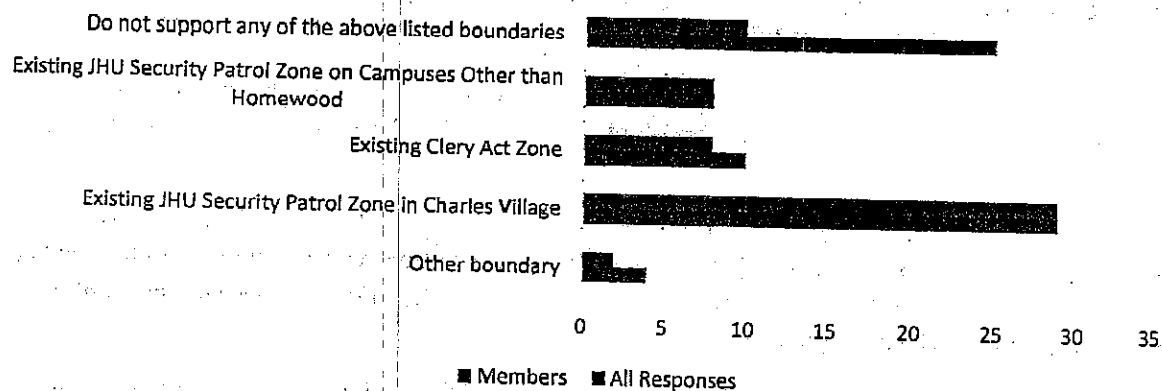 Do not support any of the above listed boundaries
Existing JHU Security Patrol Zone on Campuses Other than
Homewood
Existing Clery Act Zone
Existing JHU Security Patrol Zone in Charles Village
Other boundary
0 5 10 15 20 25 30 35
Members All Responses